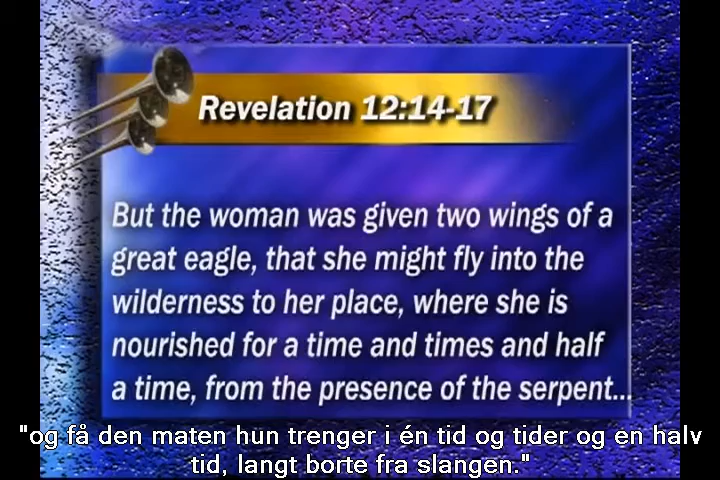 Revelation 12:14-17
But the woman was given two wings of a
great eagle, that she might fly into the
wilderness to her place, where she is
nourished for a time and times and half
a time, from the presence of the serpent...
"og få den maten hun trenger i én tid og tider og en halv
tid, langt borte fra slangen."